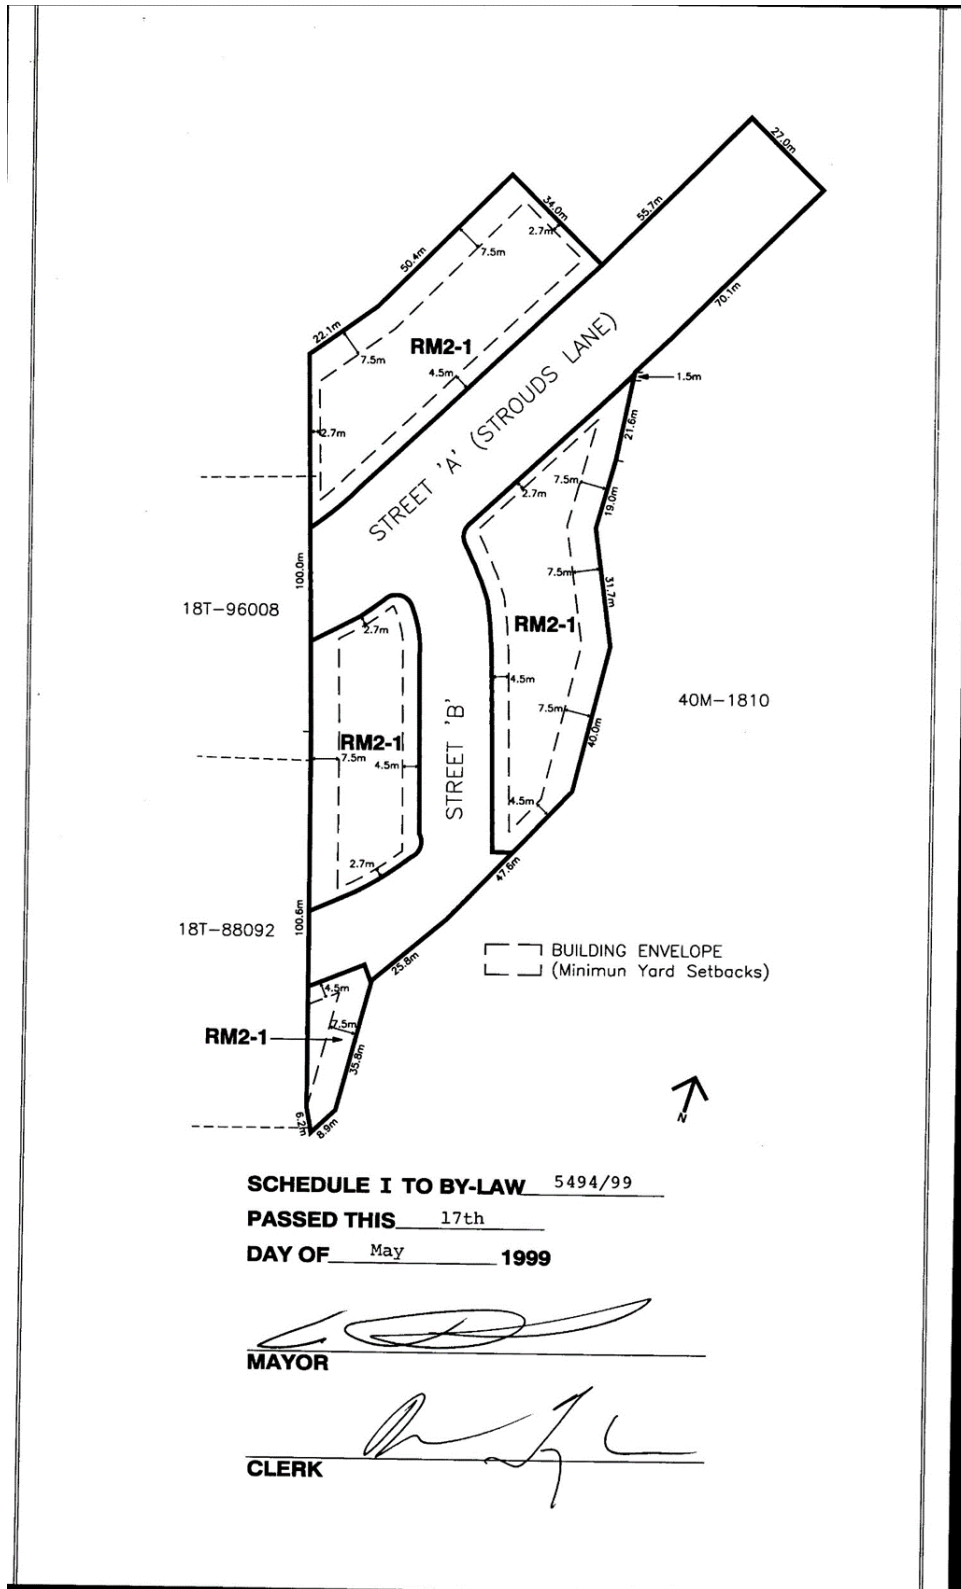 27.0m
34.0m
55.7m
2.7m
50.4m
7.5m
70.1m
22.1m
RM2-1
7.5m
4.5m
1.5m
STREET 'A' (STROUDS LANE)
2.7m
21.6m
7.5m
2.7m
19.0m
100.0m
7.5m
31.7m
18T-96008
2.7m
RM2-1
4.5m
40M-1810
7.5m
RM2-1
40.0m
7.5m
4.5m
STREET 'B'
4.5m
2.7m
47.6m
100.6m
18T-88092
BUILDING ENVELOPE
25.8m
(Minimun Yard Setbacks)
4.5m
7.5m
RM2-1
35.8m
6.2m
8.9m
N
SCHEDULE I TO BY-LAW 5494/99
PASSED THIS 17th
DAY OF May 1999
MAYOR
CLERK